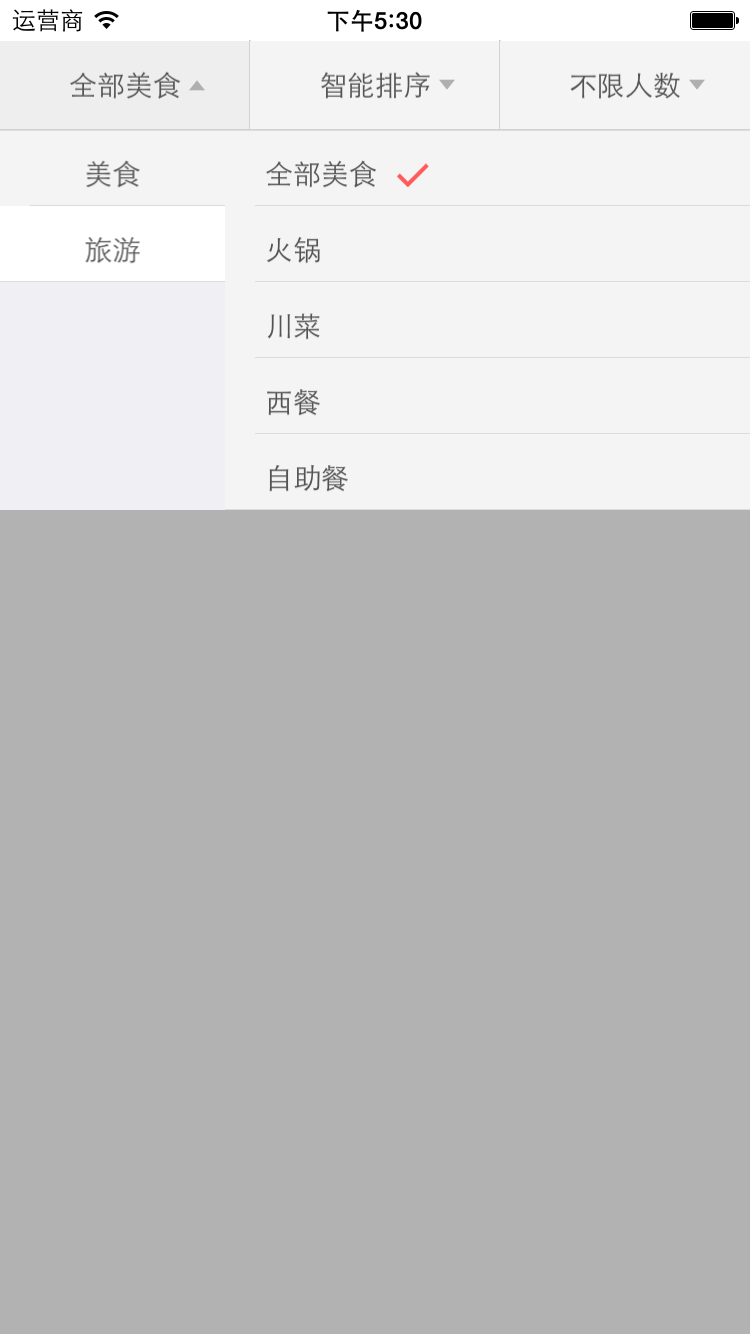 运营商 下午5:30
全部美食 智能排序 不限人数
美食 全部美食
旅游 火锅
川菜
西餐
自助餐